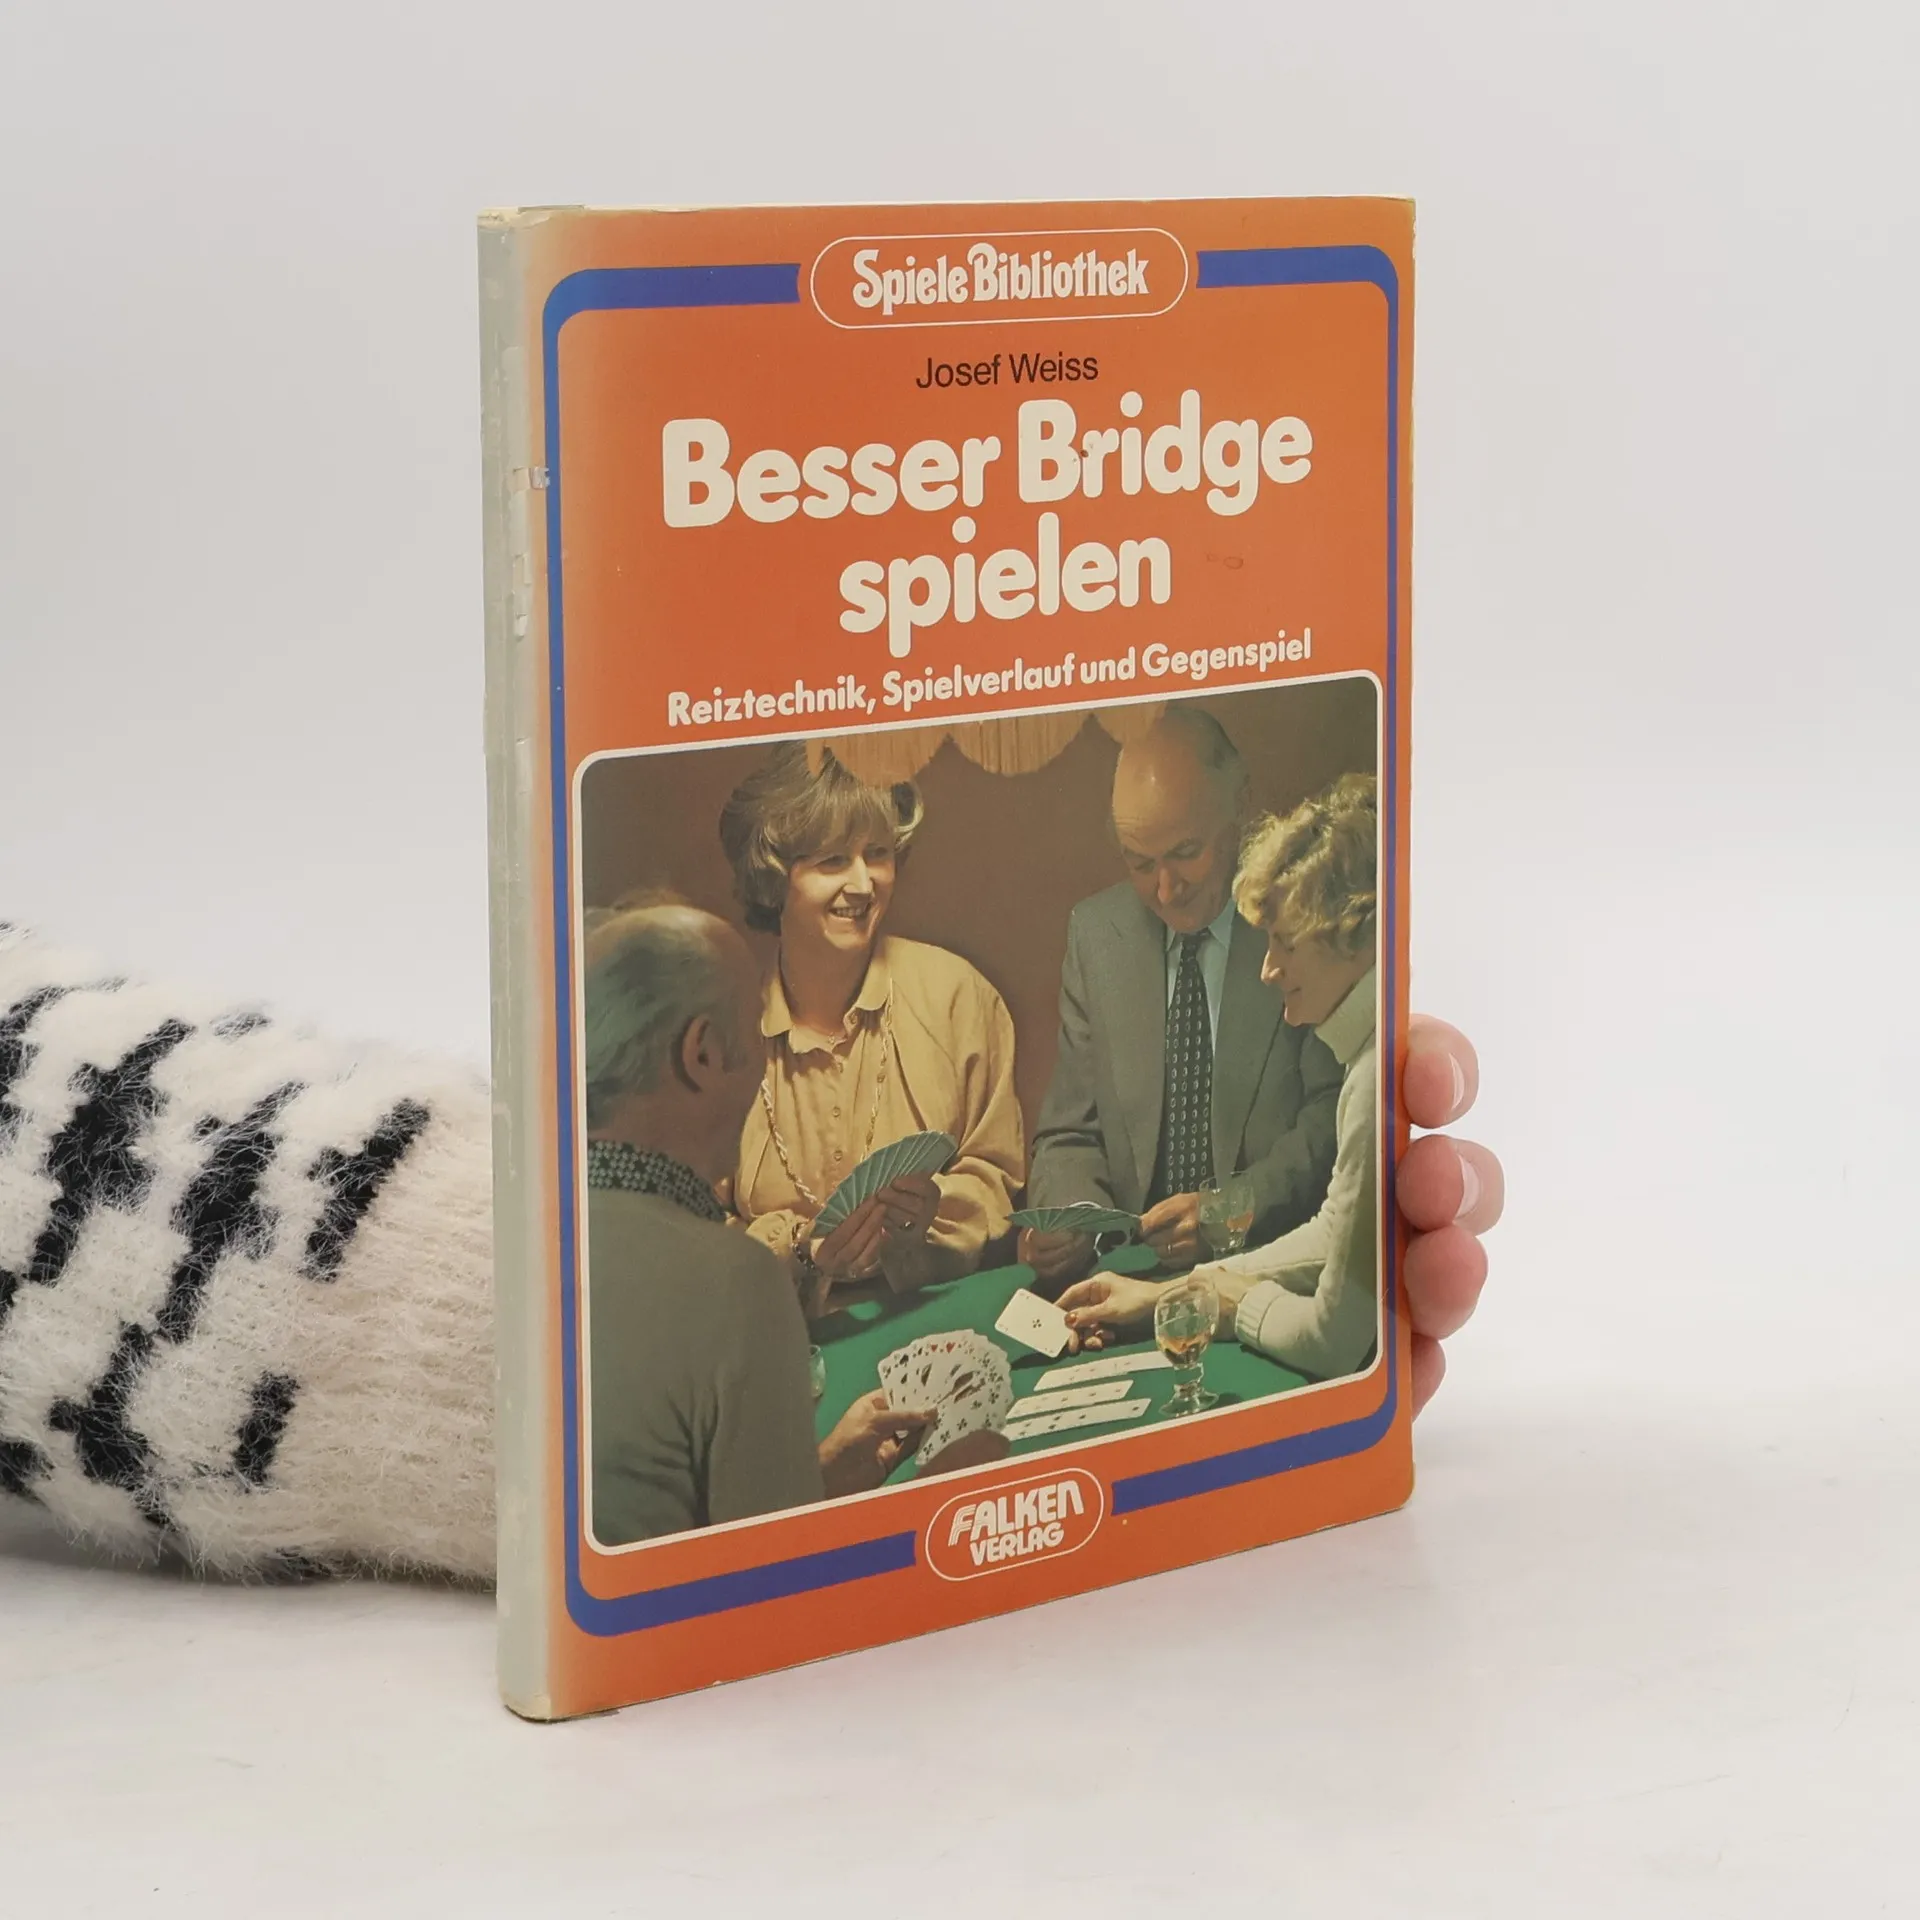 Spiele Bibliothek
Josef Weiss
Besser Bridge
spielen
Reiztechnik, Spielverlauf und Gegenspiel
FALKEN
VERLAG